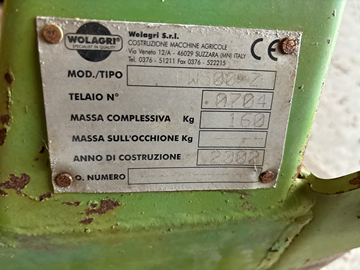 WOLAGRI®
SPECIALIST IN QUALITY
Wolagri S.r.l.
COSTRUZIONE MACCHINE AGRICOLE
Via Veneto 12/A - 46029 SUZZARA (MN) ITALY
Tel. 0376 - 51211 Fax 0376 - 522215
CE
MOD./TIPO
TELAIO N° .0704
MASSA COMPLESSIVA Kg 160
MASSA SULL'OCCHIONE Kg --
ANNO DI COSTRUZIONE 2002
O. NUMERO